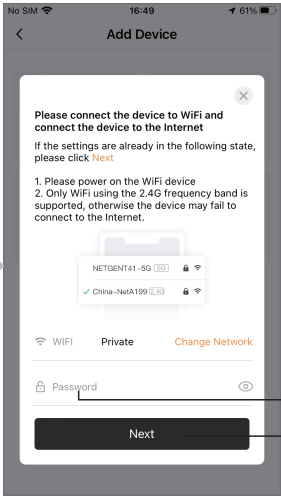 No SIM 16:49 61%
Add Device
Please connect the device to WiFi and
connect the device to the Internet
If the settings are already in the following state,
please click Next
1. Please power on the WiFi device
2. Only WiFi using the 2.4G frequency band is
supported, otherwise the device may fail to
connect to the Internet.
NETGENT41-5G 5G
China-NetA199 2.4G
WIFI Private Change Network
Password
Next